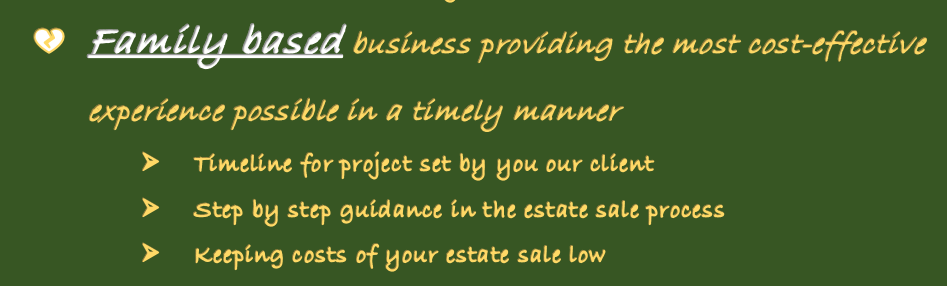 Family based business providing the most cost-effective
experience possible in a timely manner
Timeline for project set by you our client
Step by step guidance in the estate sale process
Keeping costs of your estate sale low